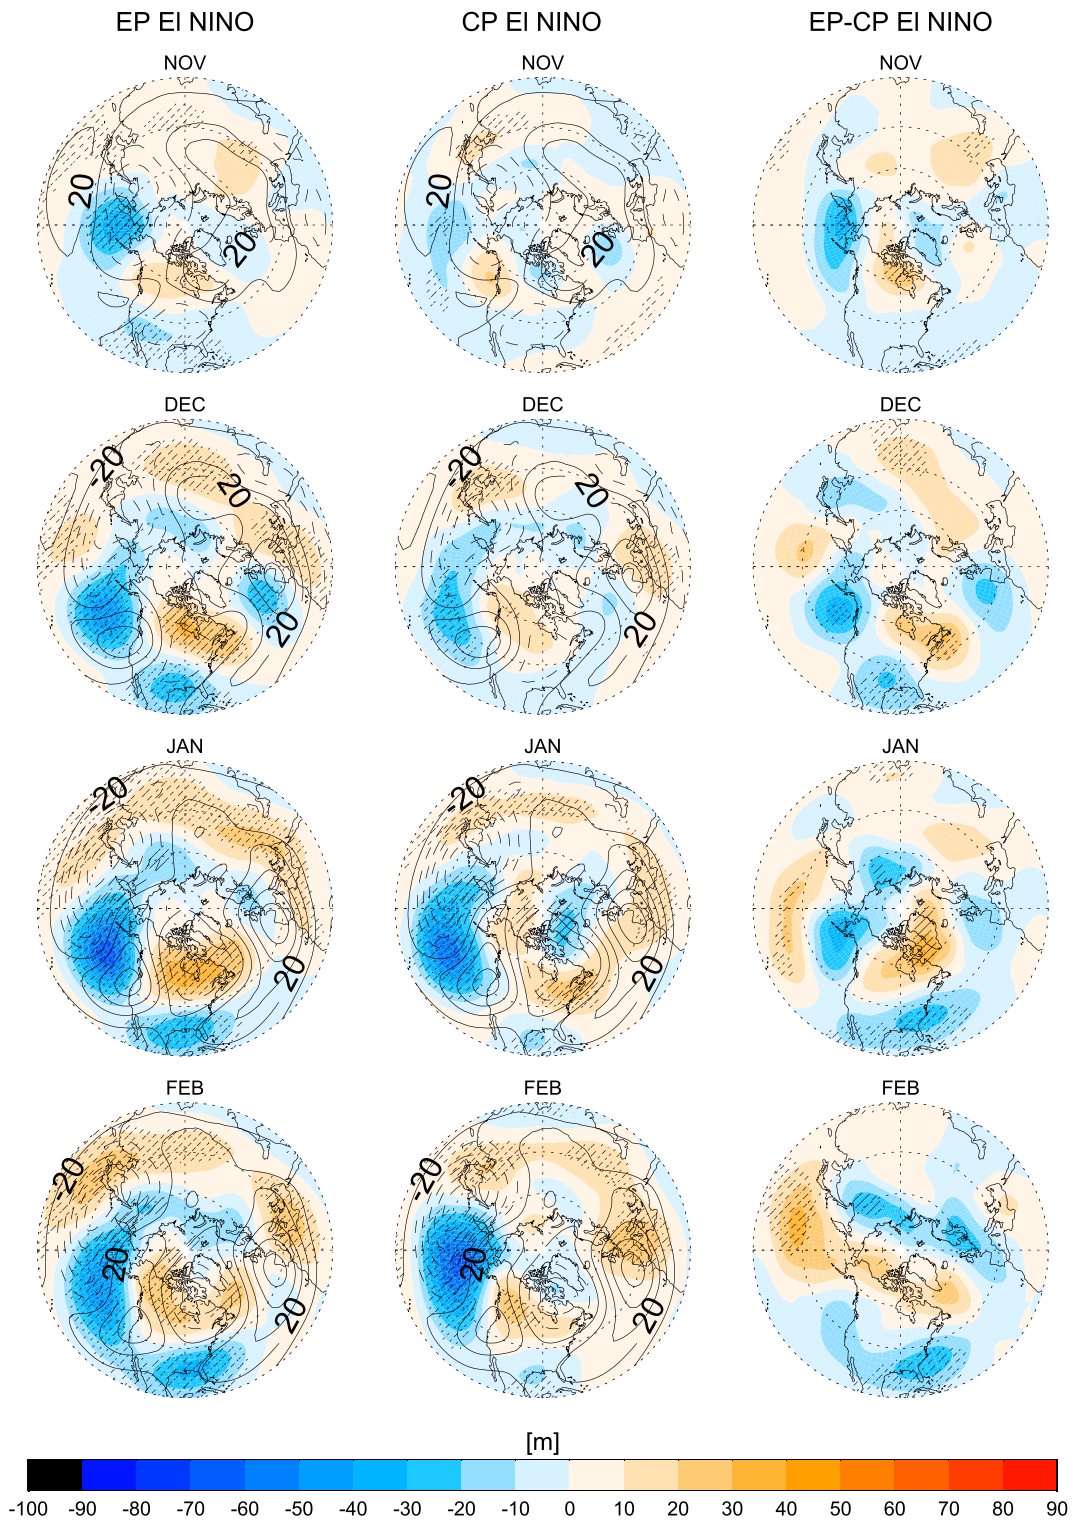 EP El NINO CP El NINO EP-CP El NINO
NOV NOV NOV
20 20 20 20
DEC DEC DEC
-20 20 20 -20 20 20
JAN JAN JAN
-20 20 -20 20
FEB FEB FEB
-20 20 20 -20 20 20
[m]
-100 -90 -80 -70 -60 -50 -40 -30 -20 -10 0 10 20 30 40 50 60 70 80 90